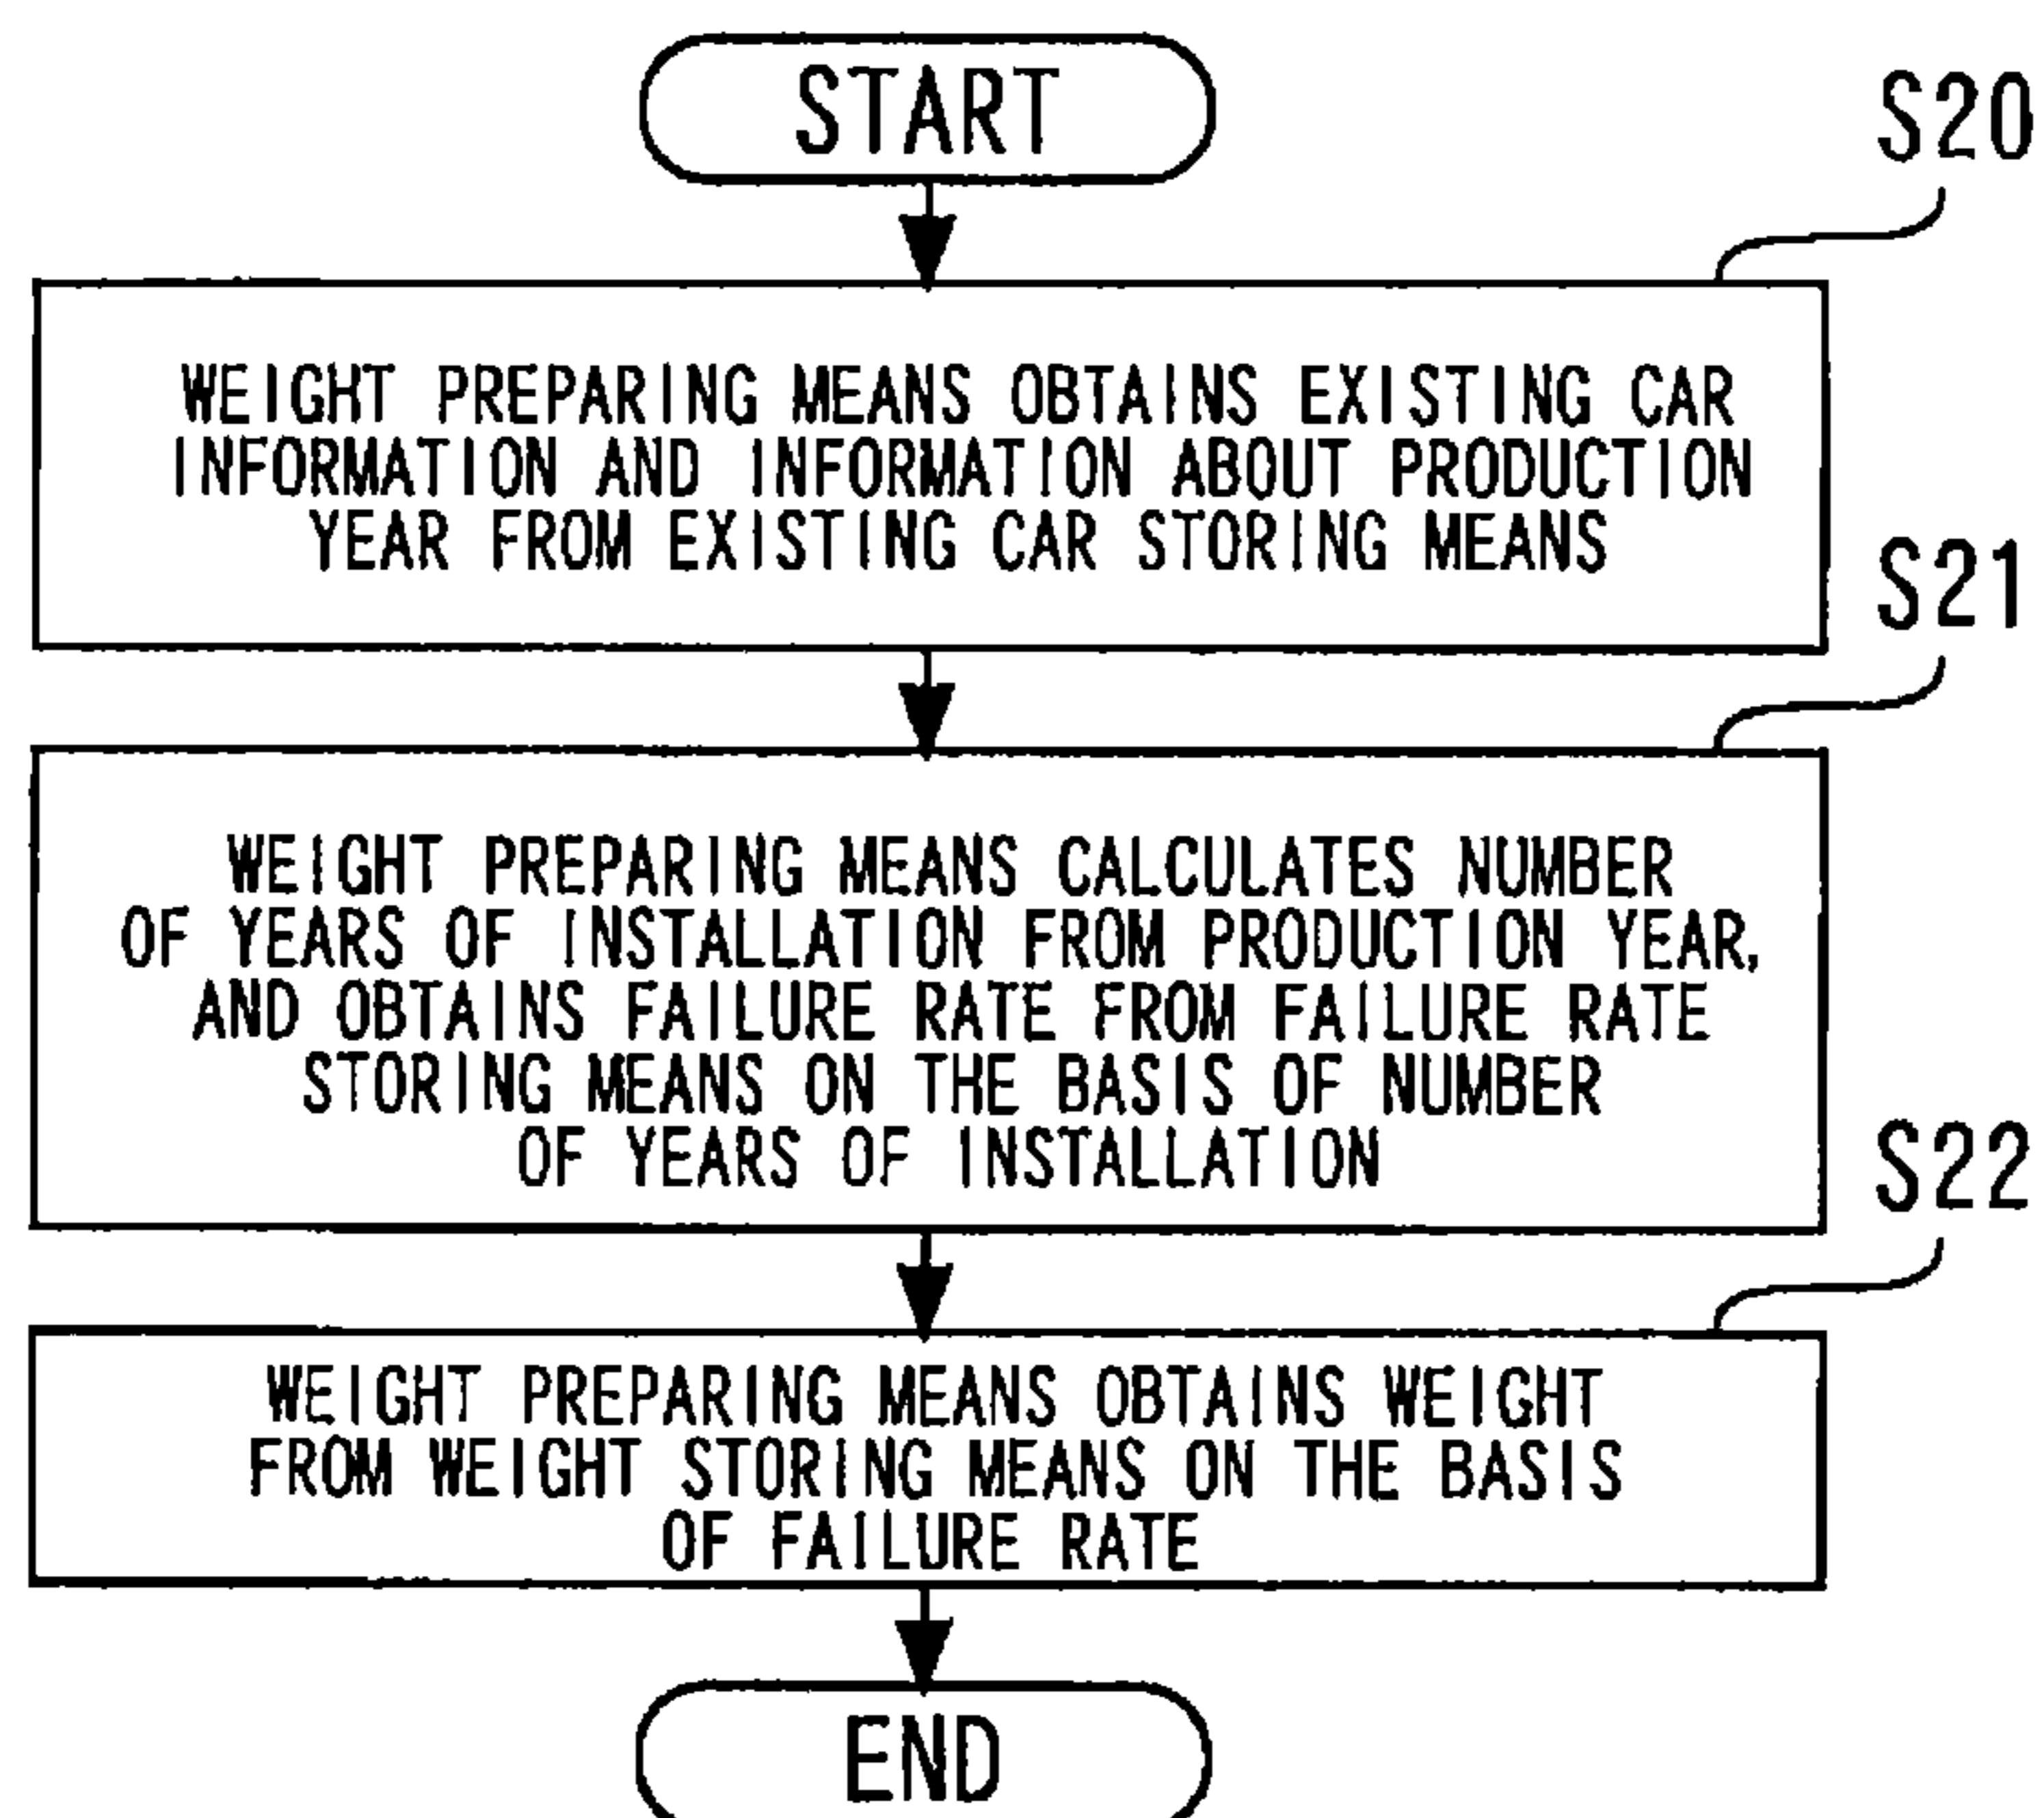 START
S20
WEIGHT PREPARING MEANS OBTAINS EXISTING CAR
INFORMATION AND INFORMATION ABOUT PRODUCTION
YEAR FROM EXISTING CAR STORING MEANS
S21
WEIGHT PREPARING MEANS CALCULATES NUMBER
OF YEARS OF INSTALLATION FROM PRODUCTION YEAR,
AND OBTAINS FAILURE RATE FROM FAILURE RATE
STORING MEANS ON THE BASIS OF NUMBER
OF YEARS OF INSTALLATION
S22
WEIGHT PREPARING MEANS OBTAINS WEIGHT
FROM WEIGHT STORING MEANS ON THE BASIS
OF FAILURE RATE
END